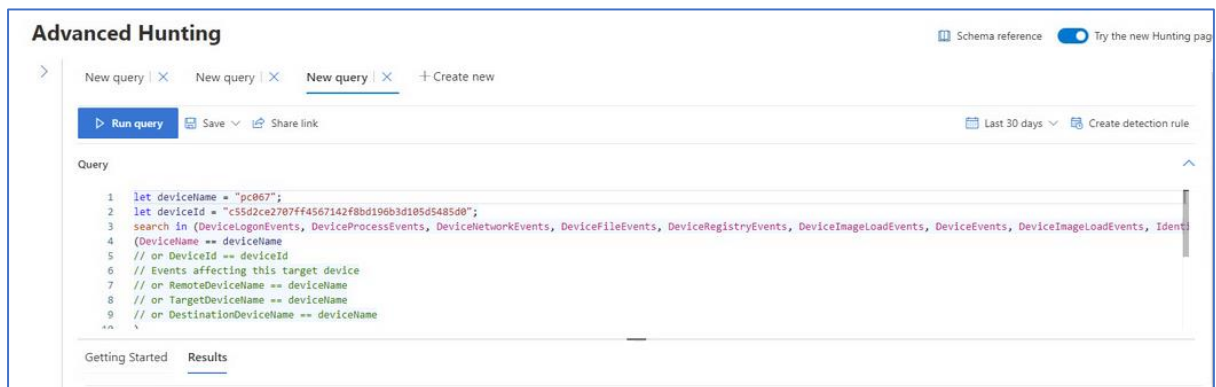 Advanced Hunting
Schema reference Try the new Hunting pag
New query New query New query + Create new
Run query Save Share link Last 30 days Create detection rule
Query
1 let deviceName = "pc067";
2 let deviceId = "c55d2ce2707ff4567142f8bd196b3d105d5485d0";
3 search in (DeviceLogonEvents, DeviceProcessEvents, DeviceNetworkEvents, DeviceFileEvents, DeviceRegistryEvents, DeviceImageLoadEvents, DeviceEvents, DeviceImageLoadEvents, Identi
4 (DeviceName == deviceName
5 // or DeviceId == deviceId
6 // Events affecting this target device
7 // or RemoteDeviceName == deviceName
8 // or TargetDeviceName == deviceName
9 // or DestinationDeviceName == deviceName
10 )
Getting Started Results